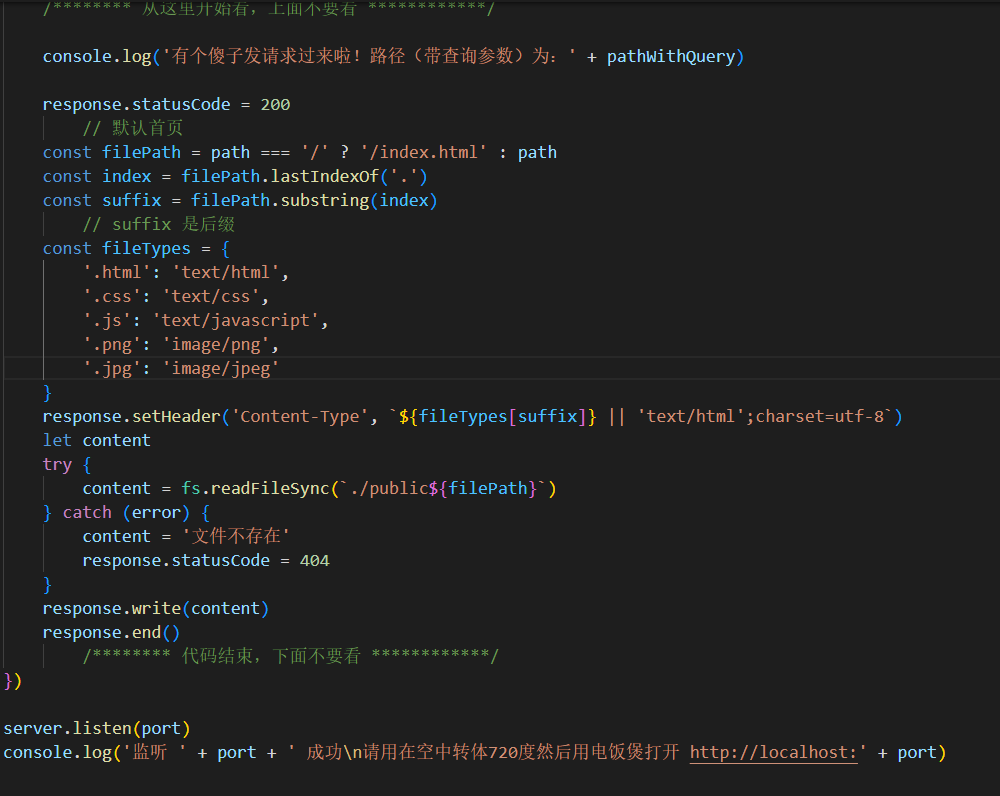 /******** 从这里开始看，上面不要看 ************/
console.log('有个傻子发请求过来啦！路径（带查询参数）为：' + pathWithQuery)
response.statusCode = 200
// 默认首页
const filePath = path === '/' ? '/index.html' : path
const index = filePath.lastIndexOf('.')
const suffix = filePath.substring(index)
// suffix 是后缀
const fileTypes = {
'.html': 'text/html',
'.css': 'text/css',
'.js': 'text/javascript',
'.png': 'image/png',
'.jpg': 'image/jpeg'
}
response.setHeader('Content-Type', `${fileTypes[suffix]} || 'text/html';charset=utf-8`)
let content
try {
content = fs.readFileSync(`./public${filePath}`)
} catch (error) {
content = '文件不存在'
response.statusCode = 404
}
response.write(content)
response.end()
/******** 代码结束，下面不要看 ************/
})
server.listen(port)
console.log('监听 ' + port + ' 成功\n请用在空中转体720度然后用电饭煲打开 http://localhost:' + port)